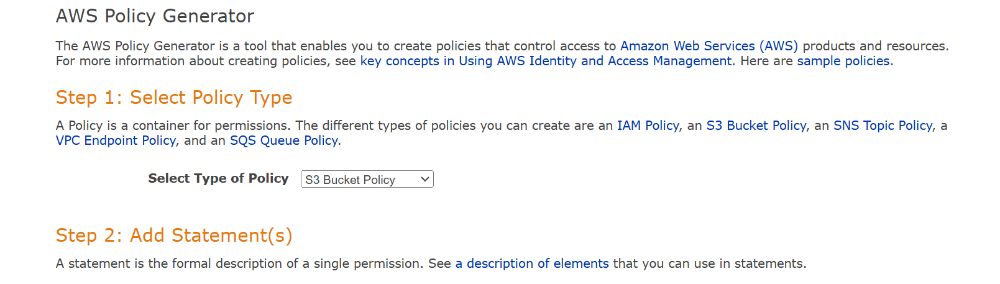 AWS Policy Generator
The AWS Policy Generator is a tool that enables you to create policies that control access to Amazon Web Services (AWS) products and resources.
For more information about creating policies, see key concepts in Using AWS Identity and Access Management. Here are sample policies.
Step 1: Select Policy Type
A Policy is a container for permissions. The different types of policies you can create are an IAM Policy, an S3 Bucket Policy, an SNS Topic Policy, a
VPC Endpoint Policy, and an SQS Queue Policy.
Select Type of Policy S3 Bucket Policy
Step 2: Add Statement(s)
A statement is the formal description of a single permission. See a description of elements that you can use in statements.